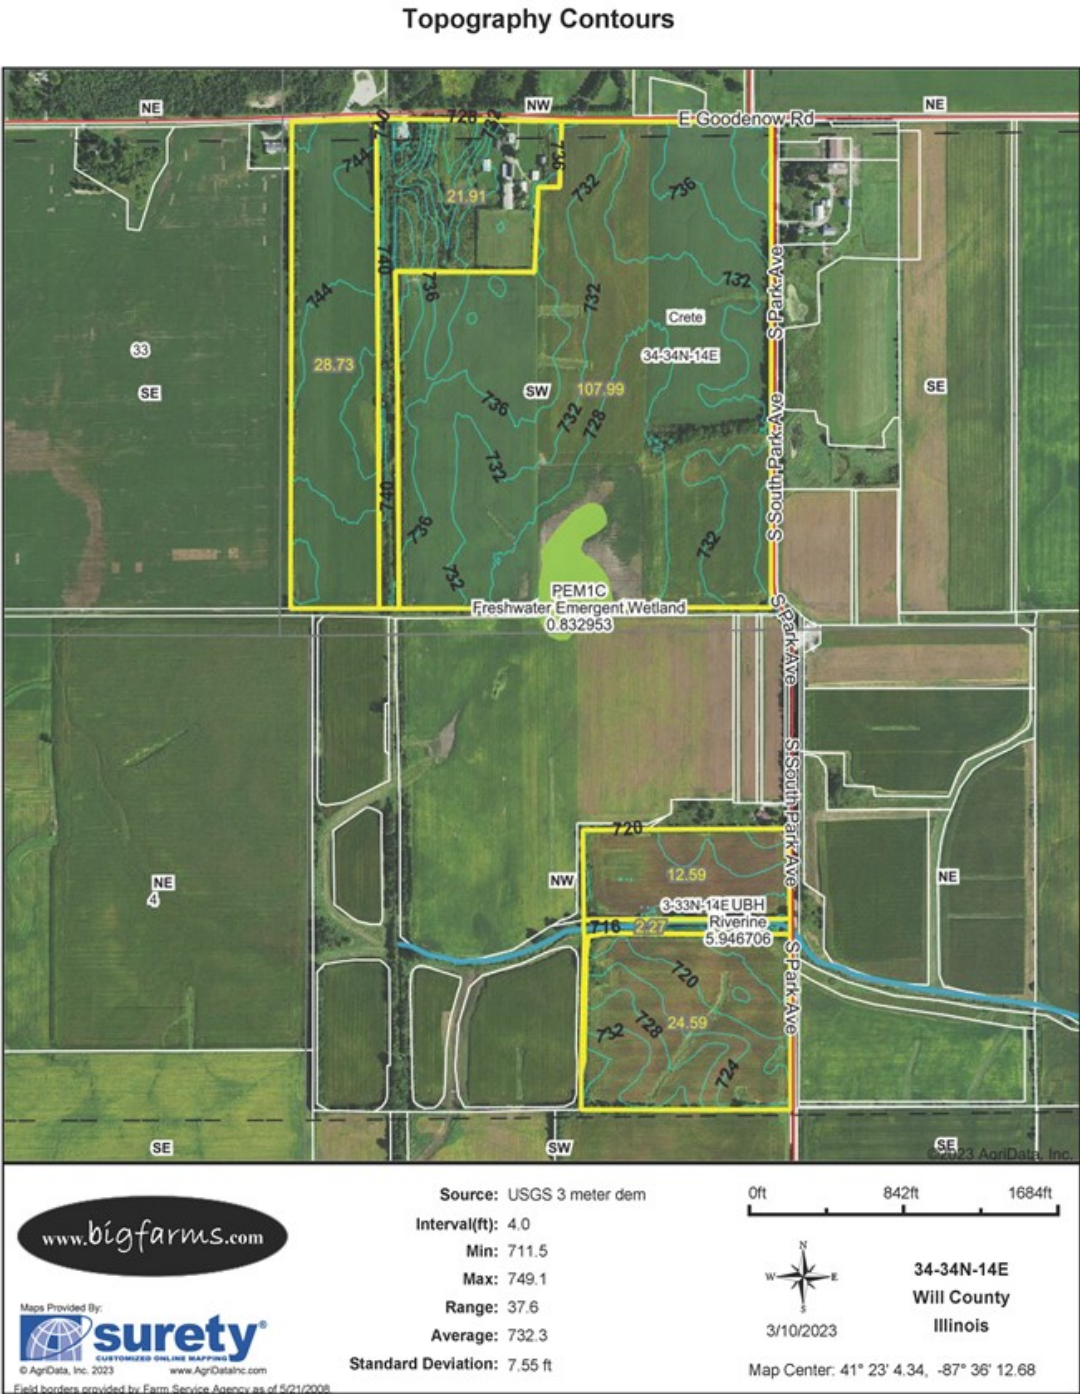 Topography Contours
NE
NW
NE
E Goodenow Rd
740
728
732
744
736
21.91
732
736
740
736
732
732
744
S Park Ave
Crete
33
28.73
34-34N-14E
SE
SW
107.99
SE
736
732
728
S South Park Ave
732
740
736
732
732
PEM1C
Freshwater Emergent Wetland
0.832953
S Park Ave
S South Park Ave
720
12.59
NE
4
NW
NE
3-33N-14E UBH
716
2.27
Riverine
5.946706
S Park Ave
720
732
728
24.59
724
SE
SW
SE
©2023 AgriData, Inc.
www.bigfarms.com
Maps Provided By:
surety®
CUSTOMIZED ONLINE MAPPING
© AgriData, Inc. 2023
www.AgriDataInc.com
Field borders provided by Farm Service Agency as of 5/21/2008.
Source: USGS 3 meter dem
Interval(ft): 4.0
Min: 711.5
Max: 749.1
Range: 37.6
Average: 732.3
Standard Deviation: 7.55 ft
0ft 842ft 1684ft
N
W E
S
3/10/2023
34-34N-14E
Will County
Illinois
Map Center: 41° 23' 4.34, -87° 36' 12.68